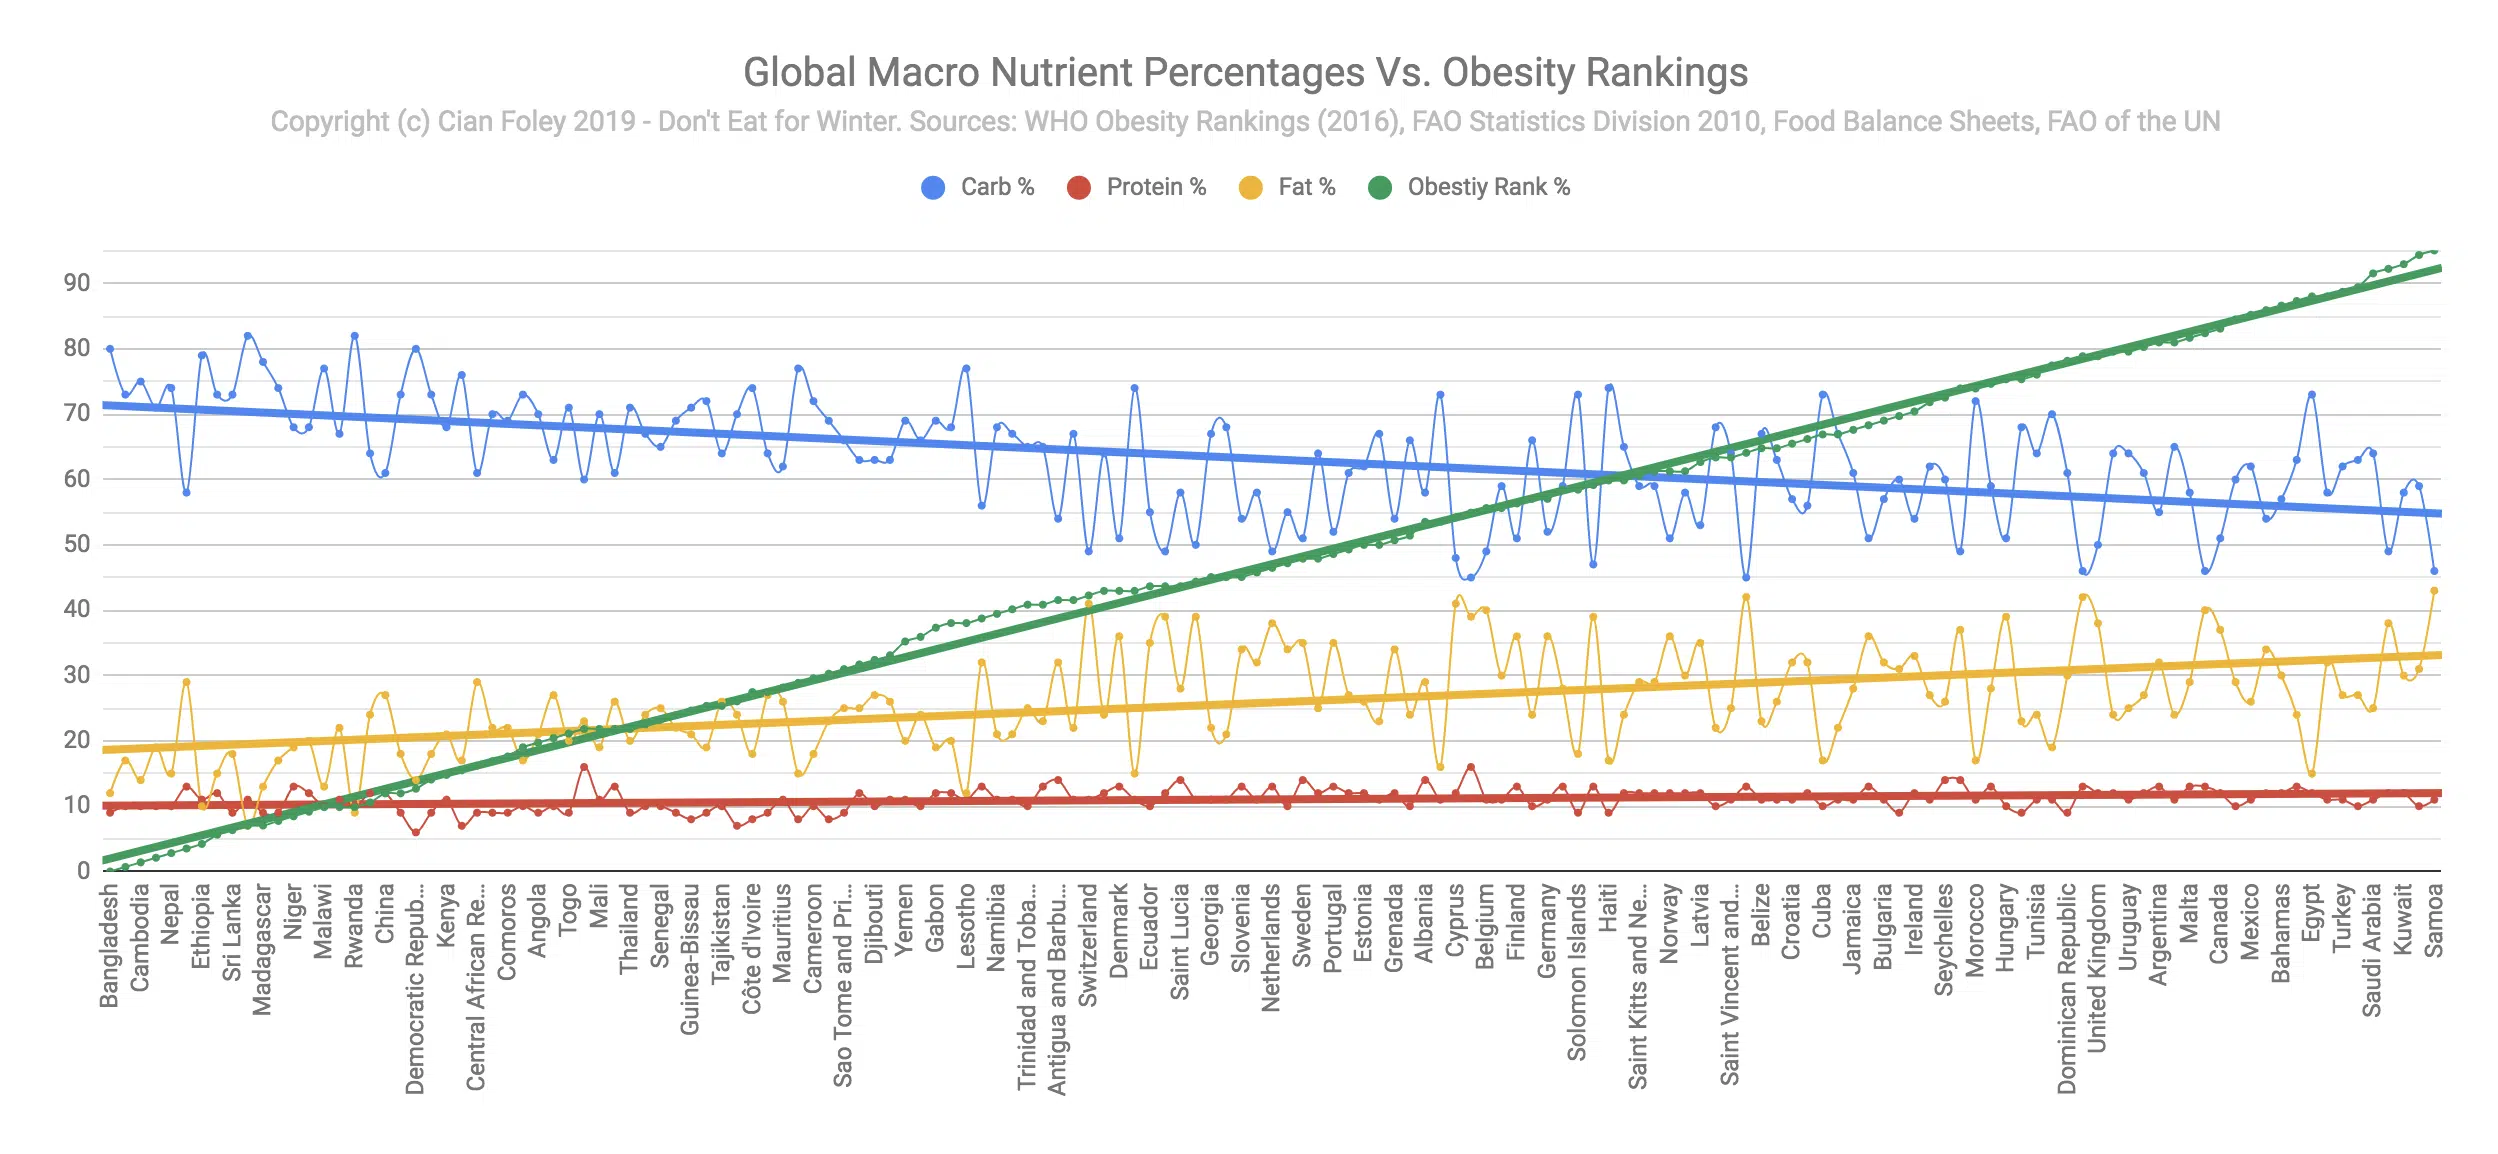 Global Macro Nutrient Percentages Vs. Obesity Rankings
Copyright (c) Cian Foley 2019 - Don't Eat for Winter. Sources: WHO Obesity Rankings (2016), FAO Statistics Division 2010, Food Balance Sheets, FAO of the UN
Carb % Protein % Fat % Obestiy Rank %
90
80
70
60
50
40
30
20
10
0
Bangladesh
Cambodia
Nepal
Ethiopia
Sri Lanka
Madagascar
Niger
Malawi
Rwanda
China
Democratic Repub...
Kenya
Central African Re...
Comoros
Angola
Togo
Mali
Thailand
Senegal
Guinea-Bissau
Tajikistan
Côte d'Ivoire
Mauritius
Cameroon
Sao Tome and Pri...
Djibouti
Yemen
Gabon
Lesotho
Namibia
Trinidad and Toba...
Antigua and Barbu...
Switzerland
Denmark
Ecuador
Saint Lucia
Georgia
Slovenia
Netherlands
Sweden
Portugal
Estonia
Grenada
Albania
Cyprus
Belgium
Finland
Germany
Solomon Islands
Haiti
Saint Kitts and Ne...
Norway
Latvia
Saint Vincent and...
Belize
Croatia
Cuba
Jamaica
Bulgaria
Ireland
Seychelles
Morocco
Hungary
Tunisia
Dominican Republic
United Kingdom
Uruguay
Argentina
Malta
Canada
Mexico
Bahamas
Egypt
Turkey
Saudi Arabia
Kuwait
Samoa